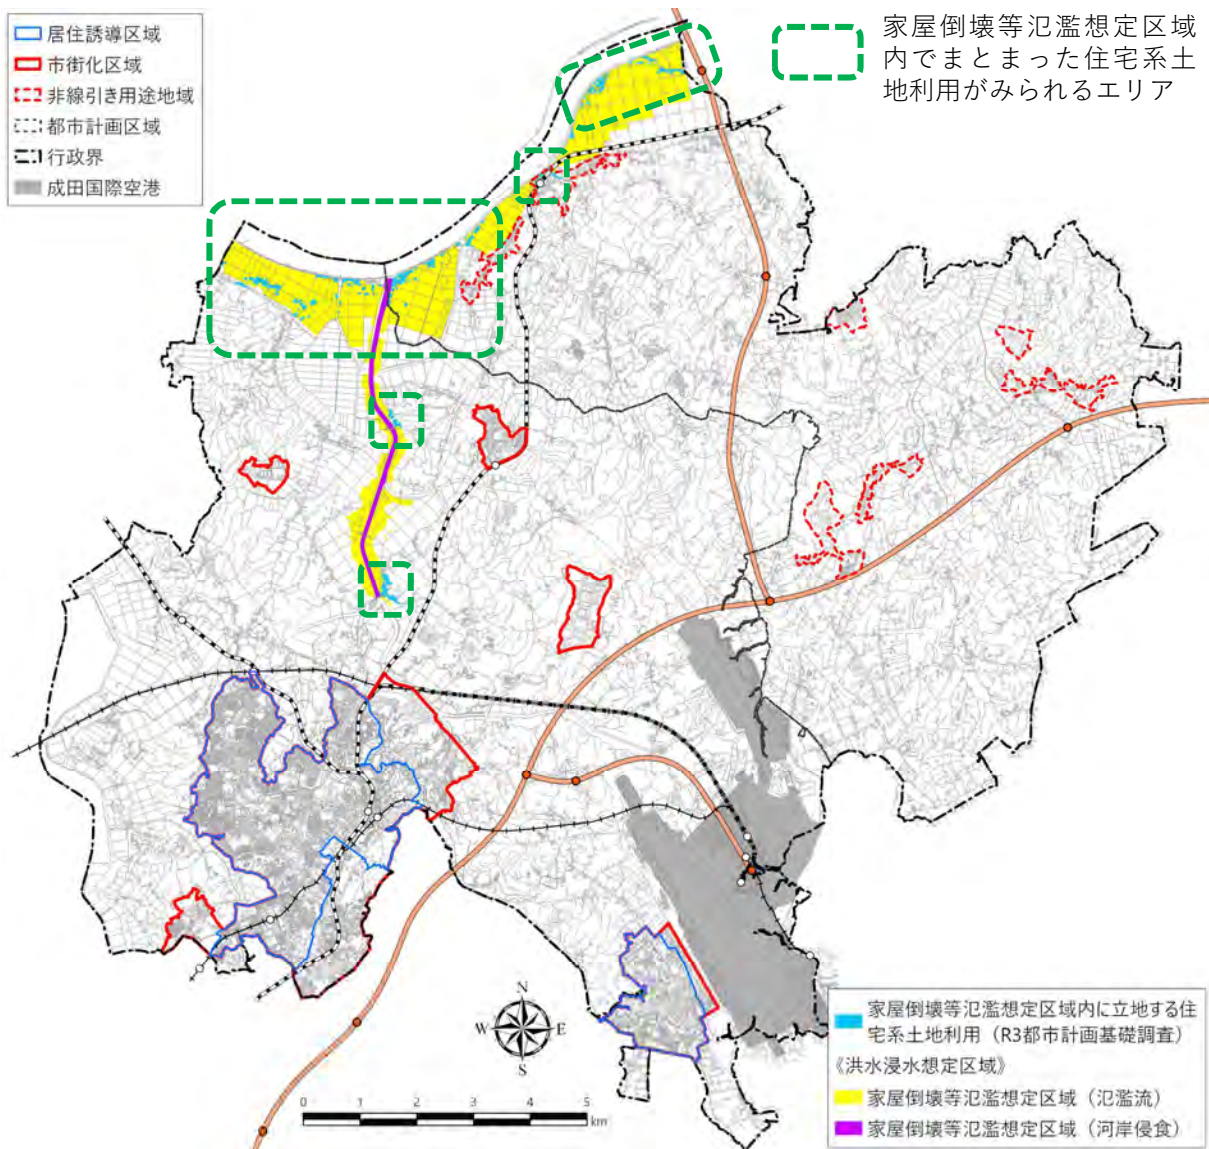 居住誘導区域
市街化区域
非線引き用途地域
都市計画区域
行政界
成田国際空港
家屋倒壊等氾濫想定区域
内でまとまった住宅系土
地利用がみられるエリア
N
W
E
S
0
1
2
3
4
5
km
家屋倒壊等氾濫想定区域内に立地する住
宅系土地利用（R3都市計画基礎調査）
《洪水浸水想定区域》
家屋倒壊等氾濫想定区域（氾濫流）
家屋倒壊等氾濫想定区域（河岸侵食）